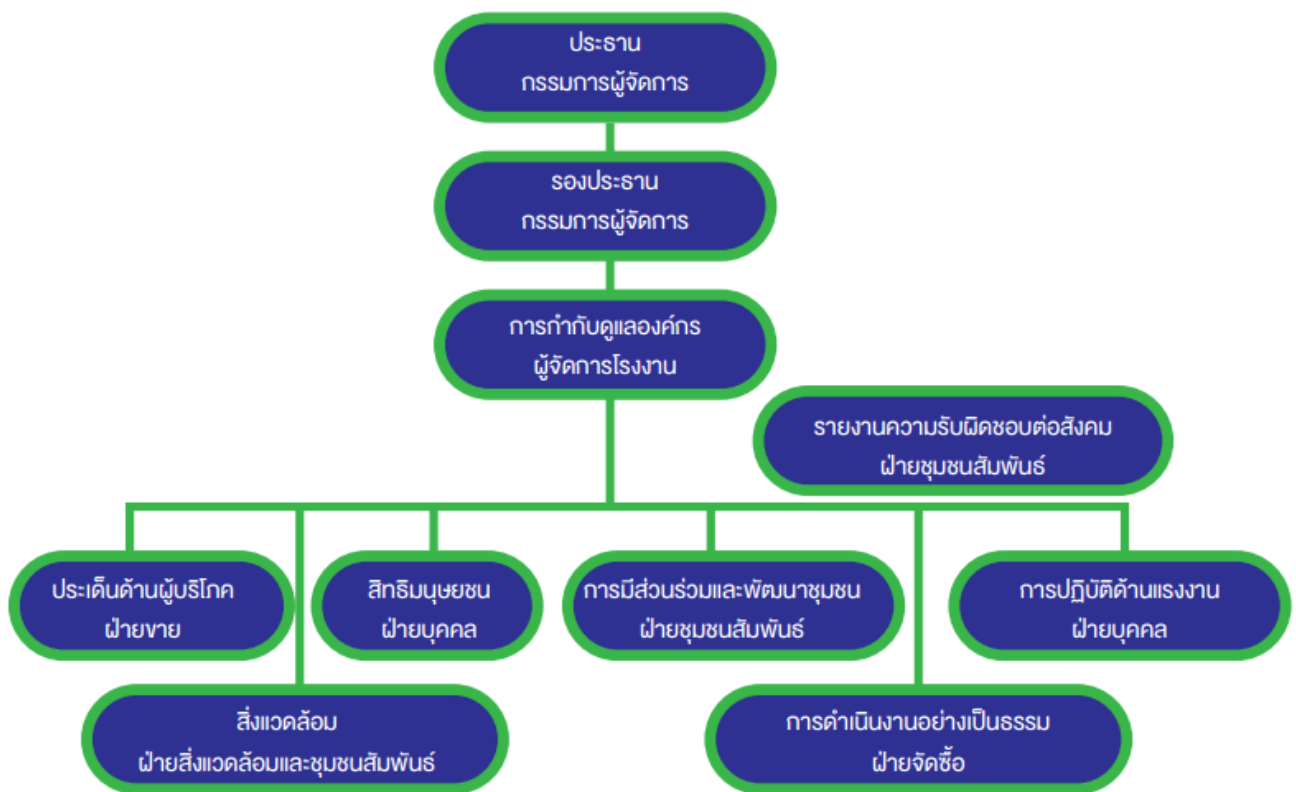 ประธาน
กรรมการผู้จัดการ
รองประธาน
กรรมการผู้จัดการ
การกำกับดูแลองค์กร
ผู้จัดการโรงงาน
รายงานความรับผิดชอบต่อสังคม
ฝ่ายชุมชนสัมพันธ์
ประเด็นด้านผู้บริโภค
ฝ่ายขาย
สิทธิมนุษยชน
ฝ่ายบุคคล
การมีส่วนร่วมและพัฒนาชุมชน
ฝ่ายชุมชนสัมพันธ์
การปฏิบัติด้านแรงงาน
ฝ่ายบุคคล
สิ่งแวดล้อม
ฝ่ายสิ่งแวดล้อมและชุมชนสัมพันธ์
การดำเนินงานอย่างเป็นธรรม
ฝ่ายจัดซื้อ